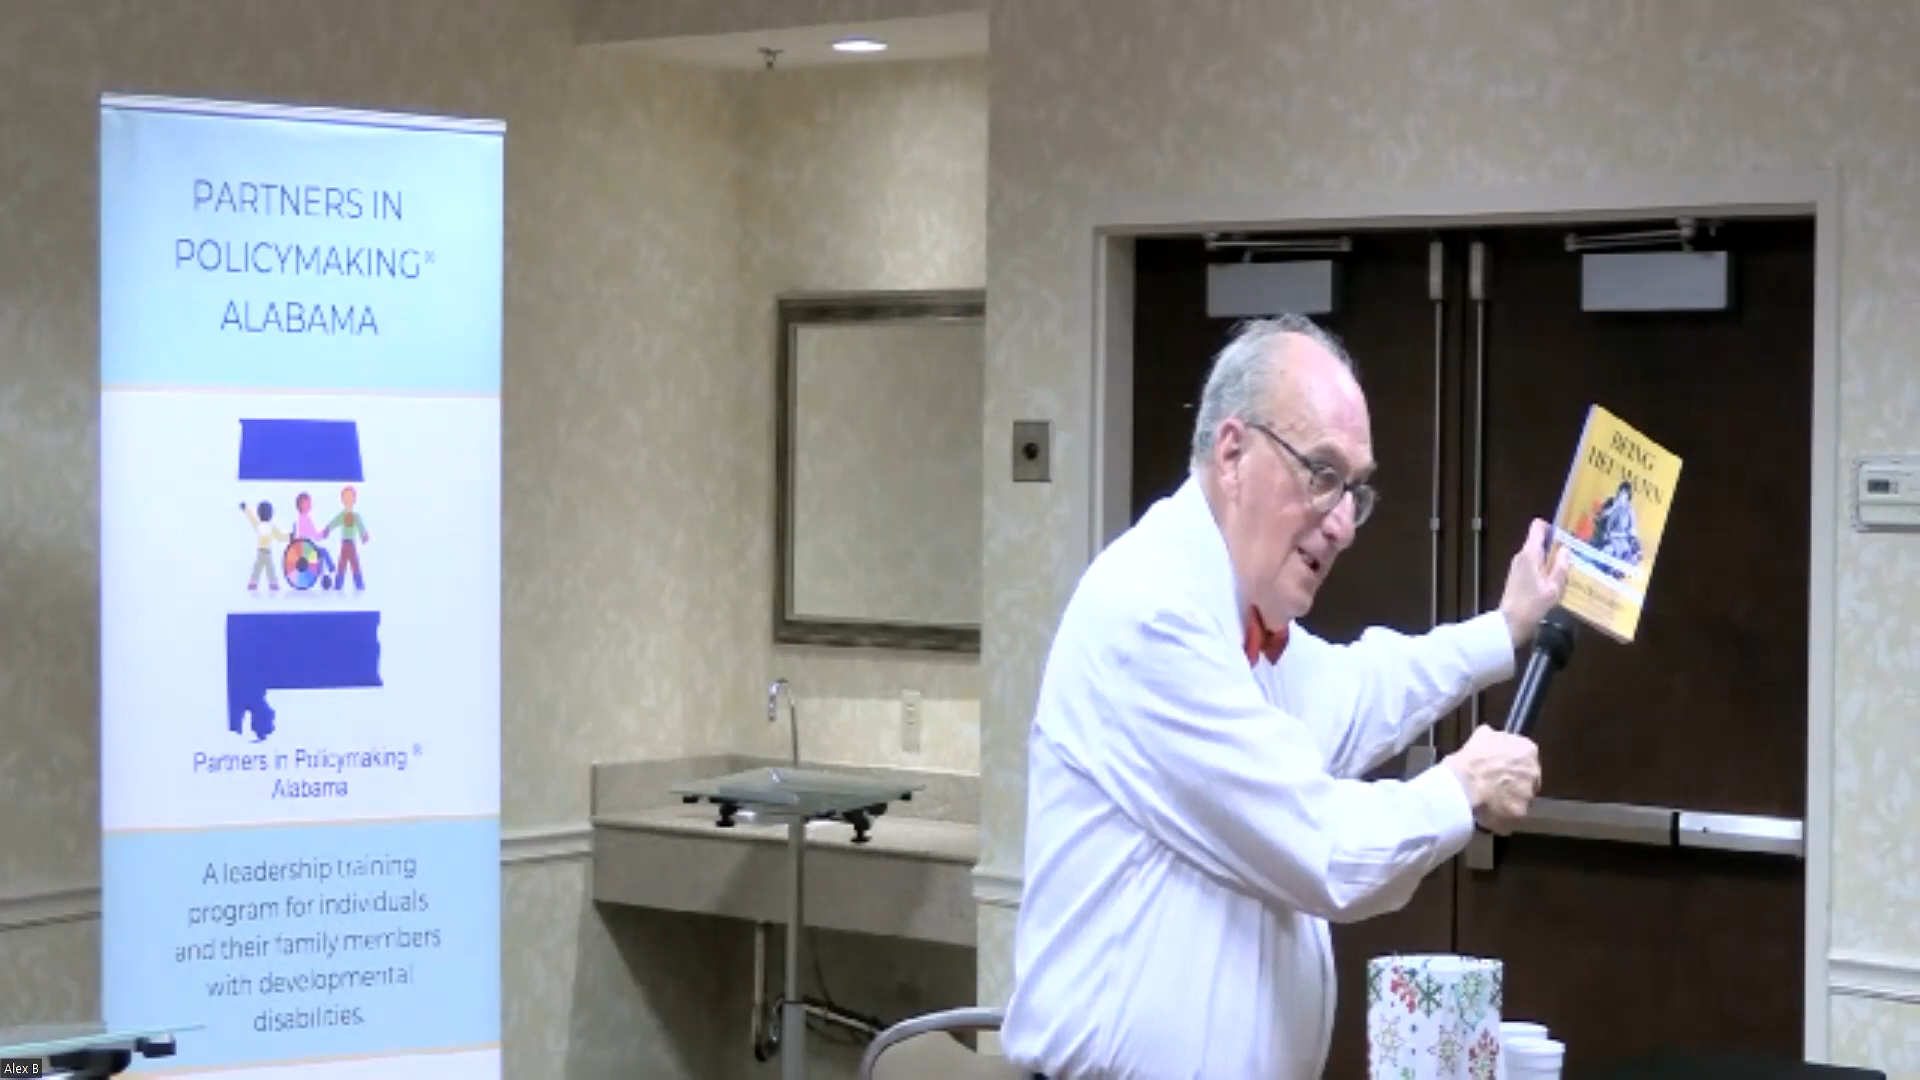 PARTNERS IN
POLICYMAKING®
ALABAMA
Partners in Policymaking ®
Alabama
A leadership training
program for individuals
and their family members
with developmental
disabilities.
BEING
HEUMANN
Alex B